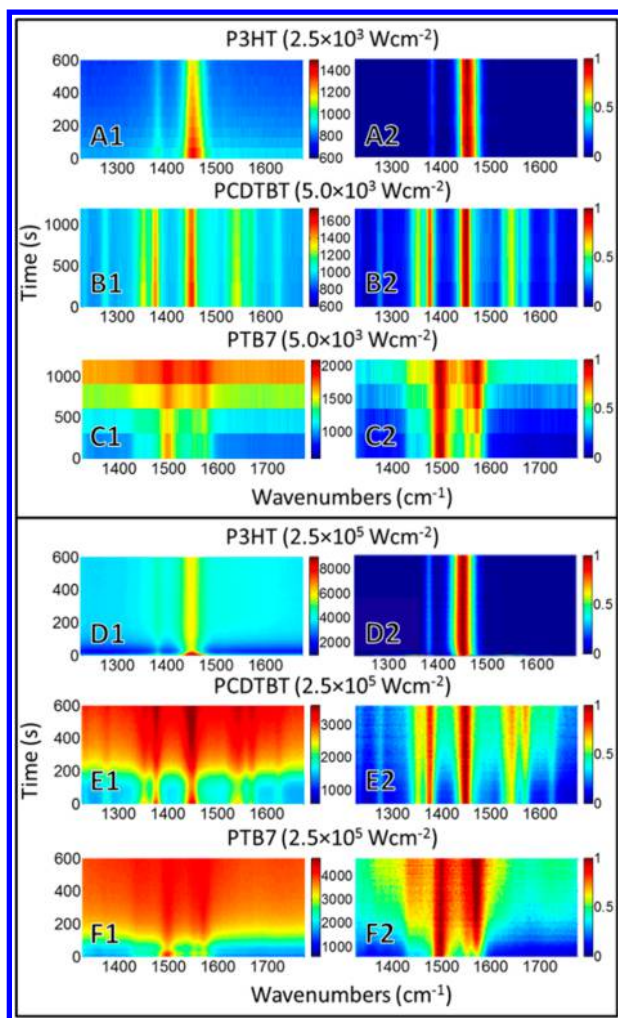 P3HT (2.5×10³ Wcm⁻²)
600
400
200
0
A1
1300 1400 1500 1600
1400
1200
1000
800
600
A2
1300 1400 1500 1600
1
0.5
0
PCDTBT (5.0×10³ Wcm⁻²)
Time (s)
1000
500
0
B1
1300 1400 1500 1600
1600
1400
1200
1000
800
600
B2
1300 1400 1500 1600
1
0.5
0
PTB7 (5.0×10³ Wcm⁻²)
1000
500
0
C1
1400 1500 1600 1700
2000
1500
1000
C2
1400 1500 1600 1700
1
0.5
0
Wavenumbers (cm⁻¹)
P3HT (2.5×10⁵ Wcm⁻²)
600
400
200
0
D1
1300 1400 1500 1600
8000
6000
4000
2000
D2
1300 1400 1500 1600
1
0.5
0
PCDTBT (2.5×10⁵ Wcm⁻²)
Time (s)
600
400
200
0
E1
1300 1400 1500 1600
3000
2000
1000
E2
1300 1400 1500 1600
1
0.5
0
PTB7 (2.5×10⁵ Wcm⁻²)
600
400
200
0
F1
1400 1500 1600 1700
4000
3000
2000
1000
F2
1400 1500 1600 1700
1
0.5
0
Wavenumbers (cm⁻¹)